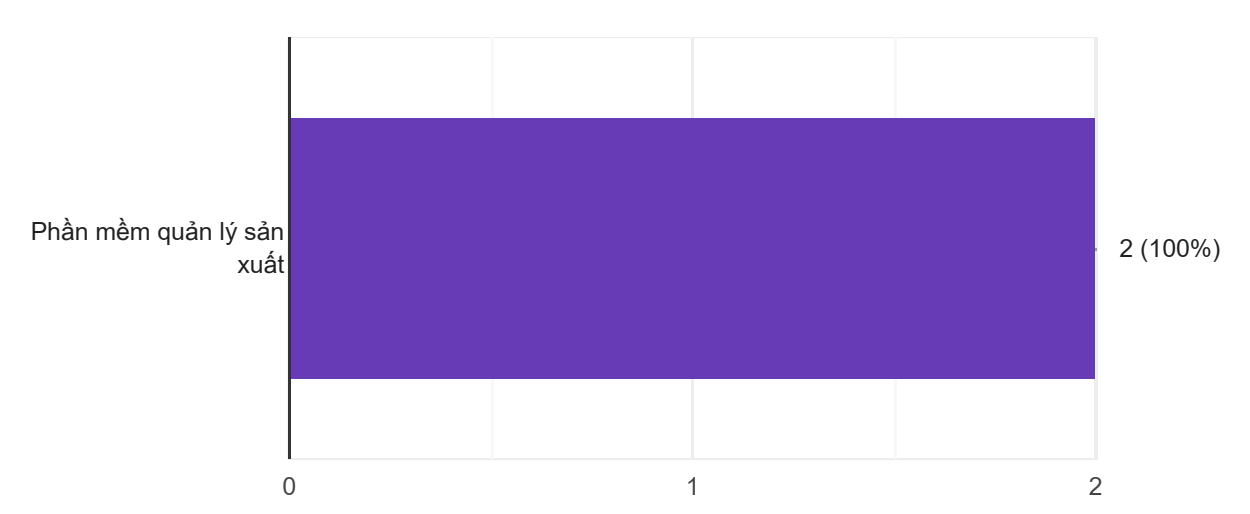 Phần mềm quản lý sản
xuất
2 (100%)
0 1 2